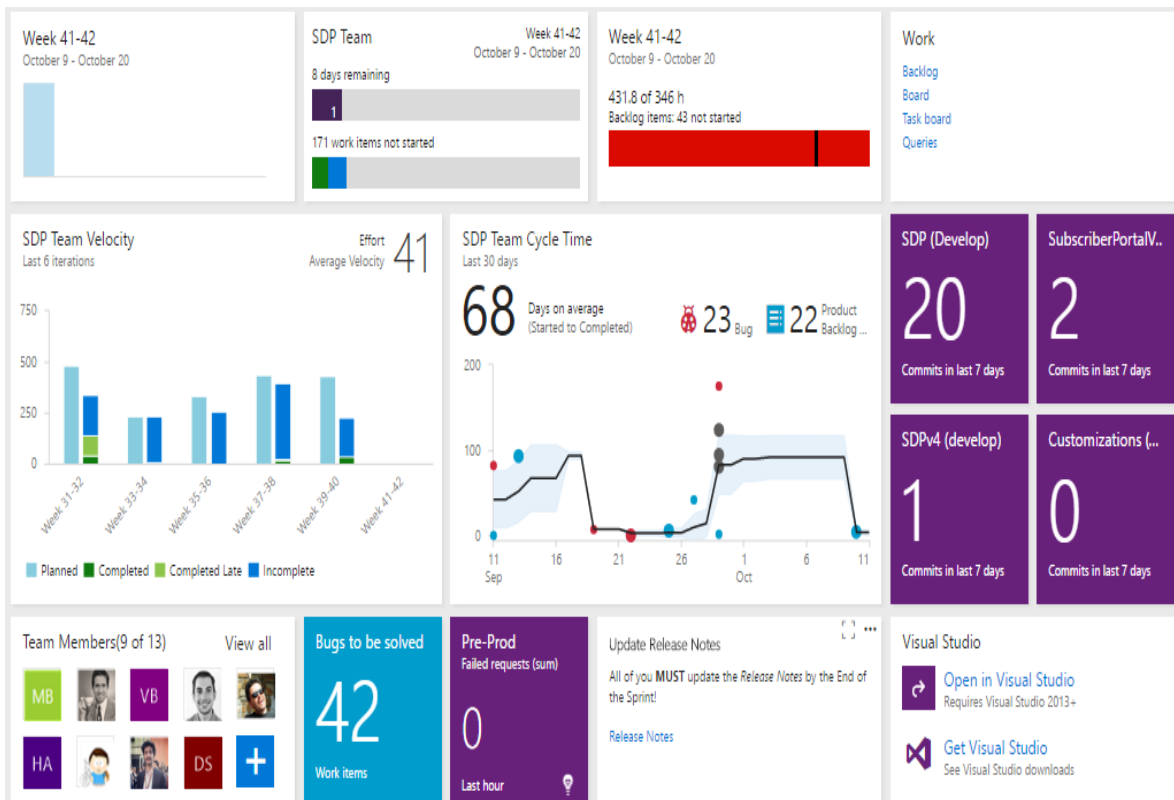 Week 41-42
October 9 - October 20
SDP Team
Week 41-42
October 9 - October 20
8 days remaining
1
171 work items not started
Week 41-42
October 9 - October 20
431.8 of 346 h
Backlog items: 43 not started
Work
Backlog
Board
Task board
Queries
SDP Team Velocity
Last 6 iterations
Effort
Average Velocity
41
750
500
250
0
Week 31-32
Week 33-34
Week 35-36
Week 37-38
Week 39-40
Week 41-42
Planned
Completed
Completed Late
Incomplete
SDP Team Cycle Time
Last 30 days
68
Days on average
(Started to Completed)
23 Bug
22 Product
Backlog ...
200
100
0
11
16
21
26
1
6
11
Sep
Oct
SDP (Develop)
20
Commits in last 7 days
SubscriberPortalV..
2
Commits in last 7 days
SDPv4 (develop)
1
Commits in last 7 days
Customizations (...
0
Commits in last 7 days
Team Members(9 of 13)
View all
MB
VB
HA
DS
Bugs to be solved
42
Work items
Pre-Prod
Failed requests (sum)
0
Last hour
Update Release Notes
All of you MUST update the Release Notes by the End of
the Sprint!
Release Notes
Visual Studio
Open in Visual Studio
Requires Visual Studio 2013+
Get Visual Studio
See Visual Studio downloads